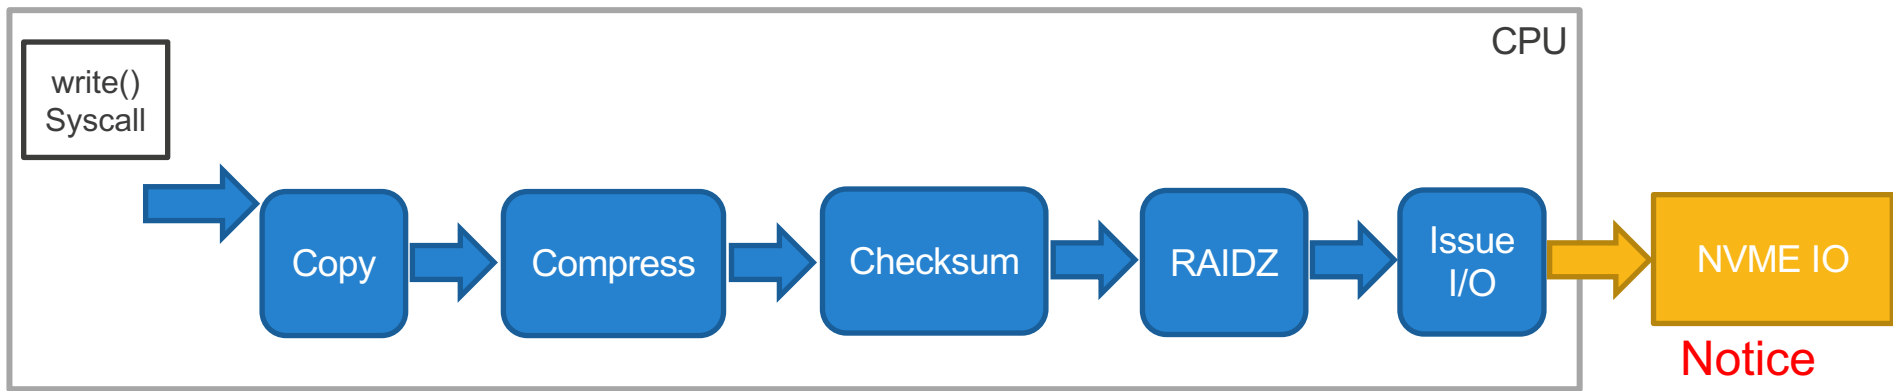 CPU
write()
Syscall
Copy
Compress
Checksum
RAIDZ
Issue
I/O
NVME IO
Notice